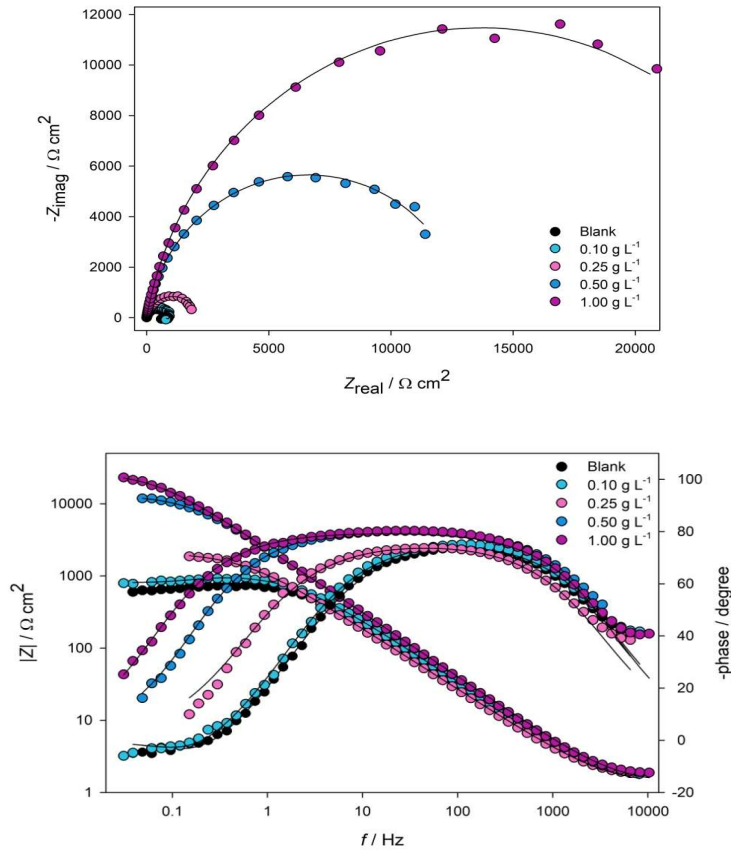 12000
10000
8000
6000
4000
2000
0
-Zimag / Ω cm²
Blank
0.10 g L⁻¹
0.25 g L⁻¹
0.50 g L⁻¹
1.00 g L⁻¹
0 5000 10000 15000 20000
Zreal / Ω cm²
10000
1000
100
10
1
|Z| / Ω cm²
Blank
0.10 g L⁻¹
0.25 g L⁻¹
0.50 g L⁻¹
1.00 g L⁻¹
100
80
60
40
20
0
-20
-phase / degree
0.1 1 10 100 1000 10000
f / Hz